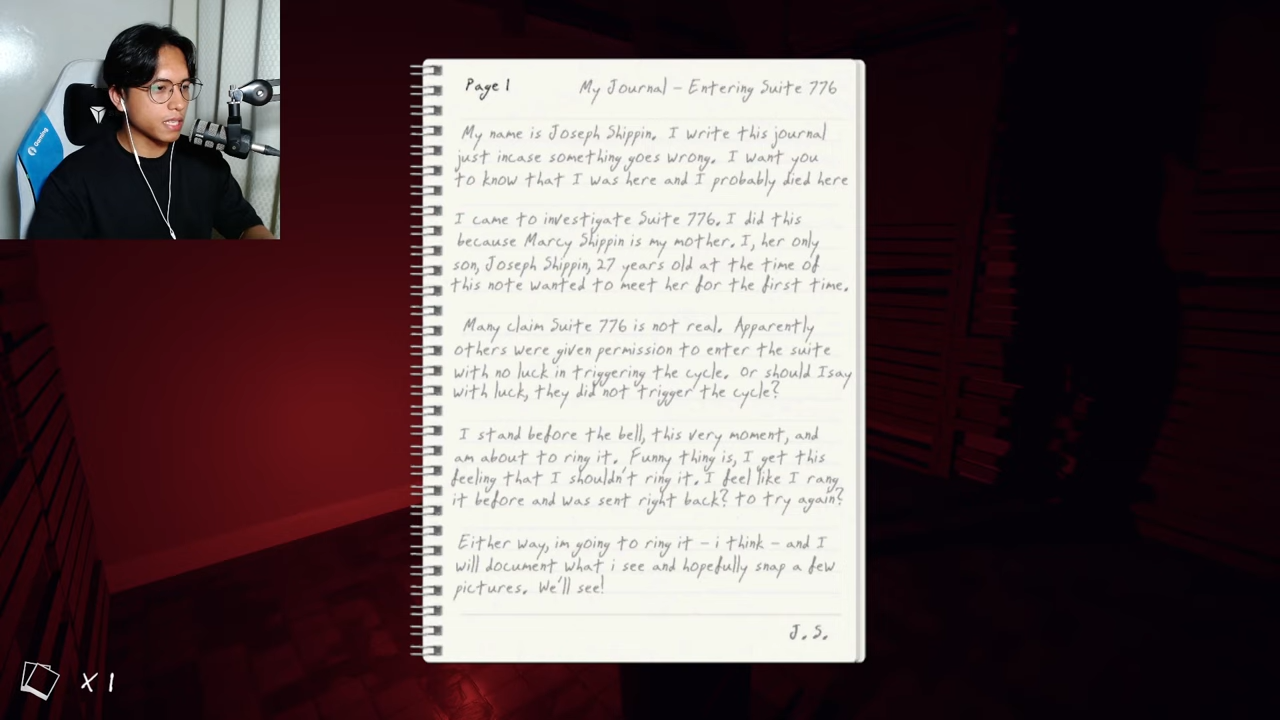 Page 1
My Journal - Entering Suite 776
My name is Joseph Shippin. I write this journal
just incase something goes wrong. I want you
to know that I was here and I probably died here
I came to investigate Suite 776. I did this
because Marcy Shippin is my mother. I, her only
son, Joseph Shippin, 27 years old at the time of
this note wanted to meet her for the first time.
Many claim Suite 776 is not real. Apparently
others were given permission to enter the suite
with no luck in triggering the cycle. Or should I say
with luck, they did not trigger the cycle?
I stand before the bell, this very moment, and
am about to ring it. Funny thing is, I get this
feeling that I shouldn't ring it. I feel like I rang
it before and was sent right back? to try again?
Either way, im going to ring it - i think - and I
will document what i see and hopefully snap a few
pictures. We'll see!
J.S.
X 1